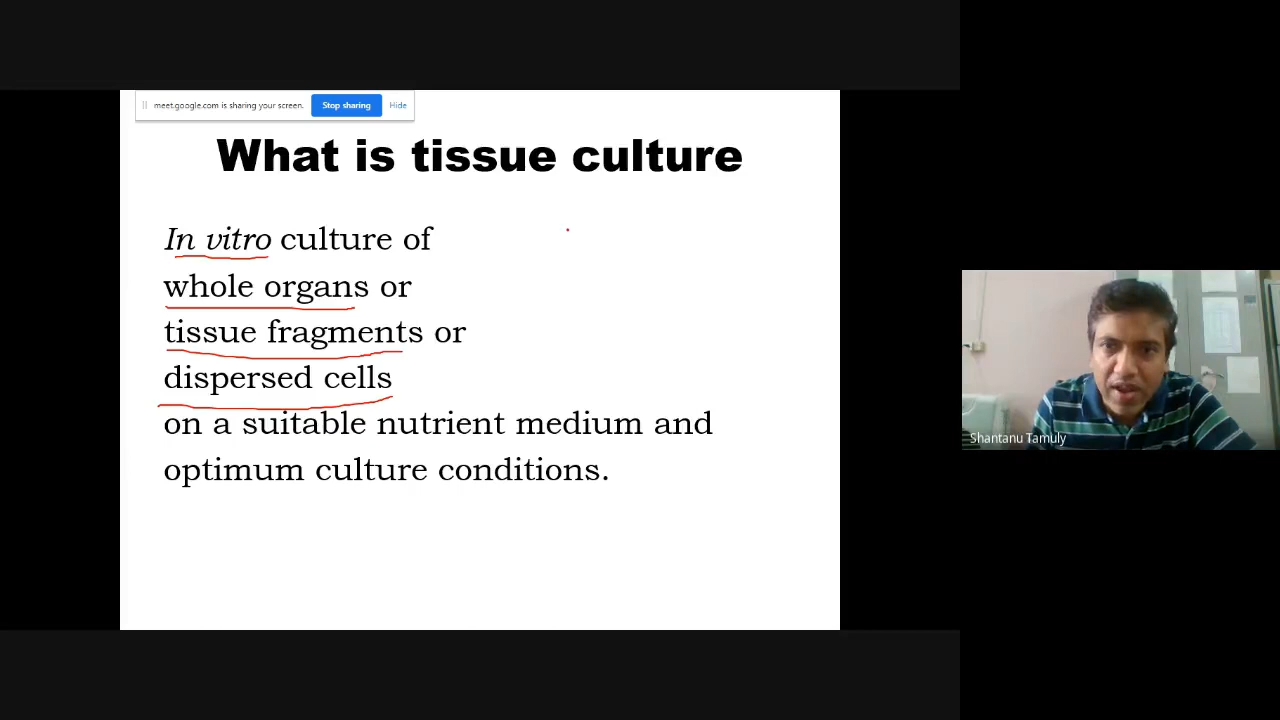 meet.google.com is sharing your screen. Stop sharing Hide
What is tissue culture
In vitro culture of
whole organs or
tissue fragments or
dispersed cells
on a suitable nutrient medium and
optimum culture conditions.
Shantanu Tamuly